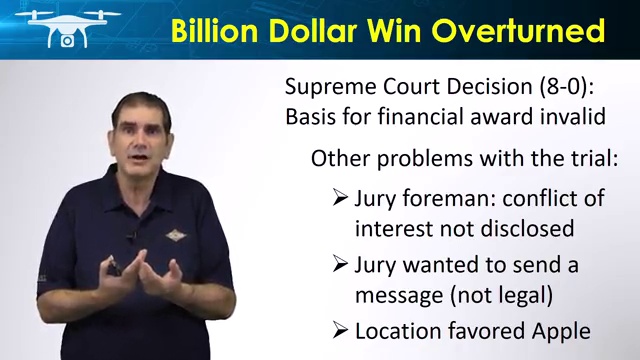 Billion Dollar Win Overturned
Supreme Court Decision (8-0):
Basis for financial award invalid
Other problems with the trial:
➢ Jury foreman: conflict of
interest not disclosed
➢ Jury wanted to send a
message (not legal)
➢ Location favored Apple